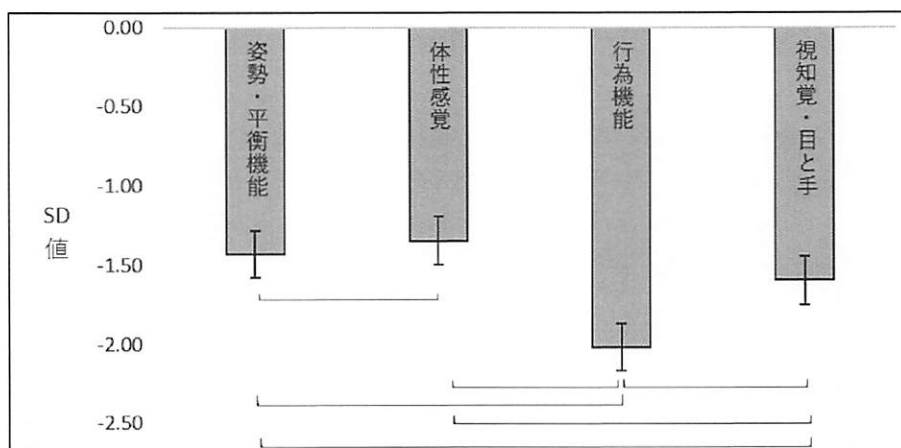 0.00
-0.50
-1.00
-1.50
-2.00
-2.50
SD
値
姿勢・平衡機能
体性感覚
行為機能
視知覚・目と手